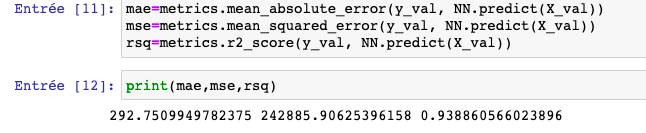 Entrée [11]: mae=metrics.mean_absolute_error(y_val, NN.predict(X_val))
mse=metrics.mean_squared_error(y_val, NN.predict(X_val))
rsq=metrics.r2_score(y_val, NN.predict(X_val))
Entrée [12]: print(mae,mse,rsq)
292.7509949782375 242885.90625396158 0.938860566023896